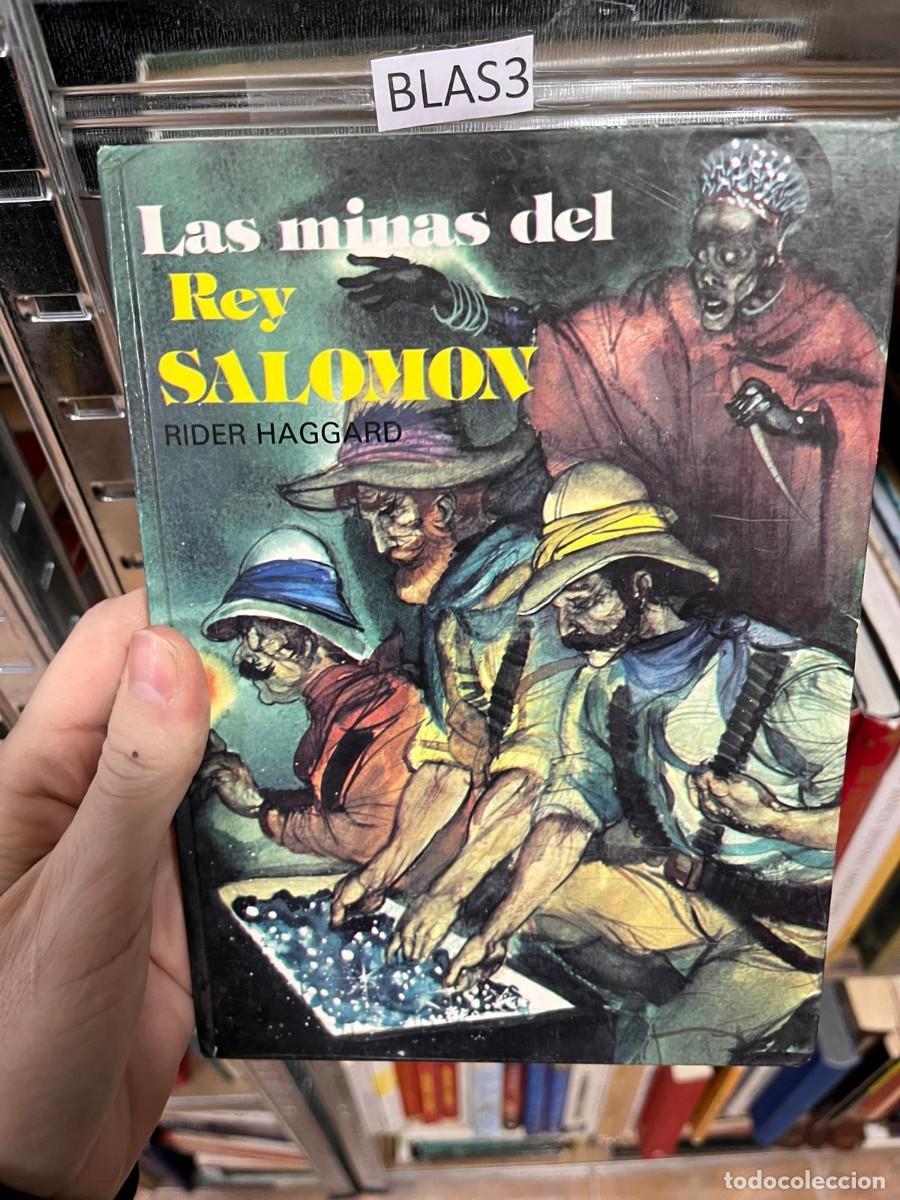 BLAS3
Las minas del
Rey
SALOMON
RIDER HAGGARD
todocoleccion